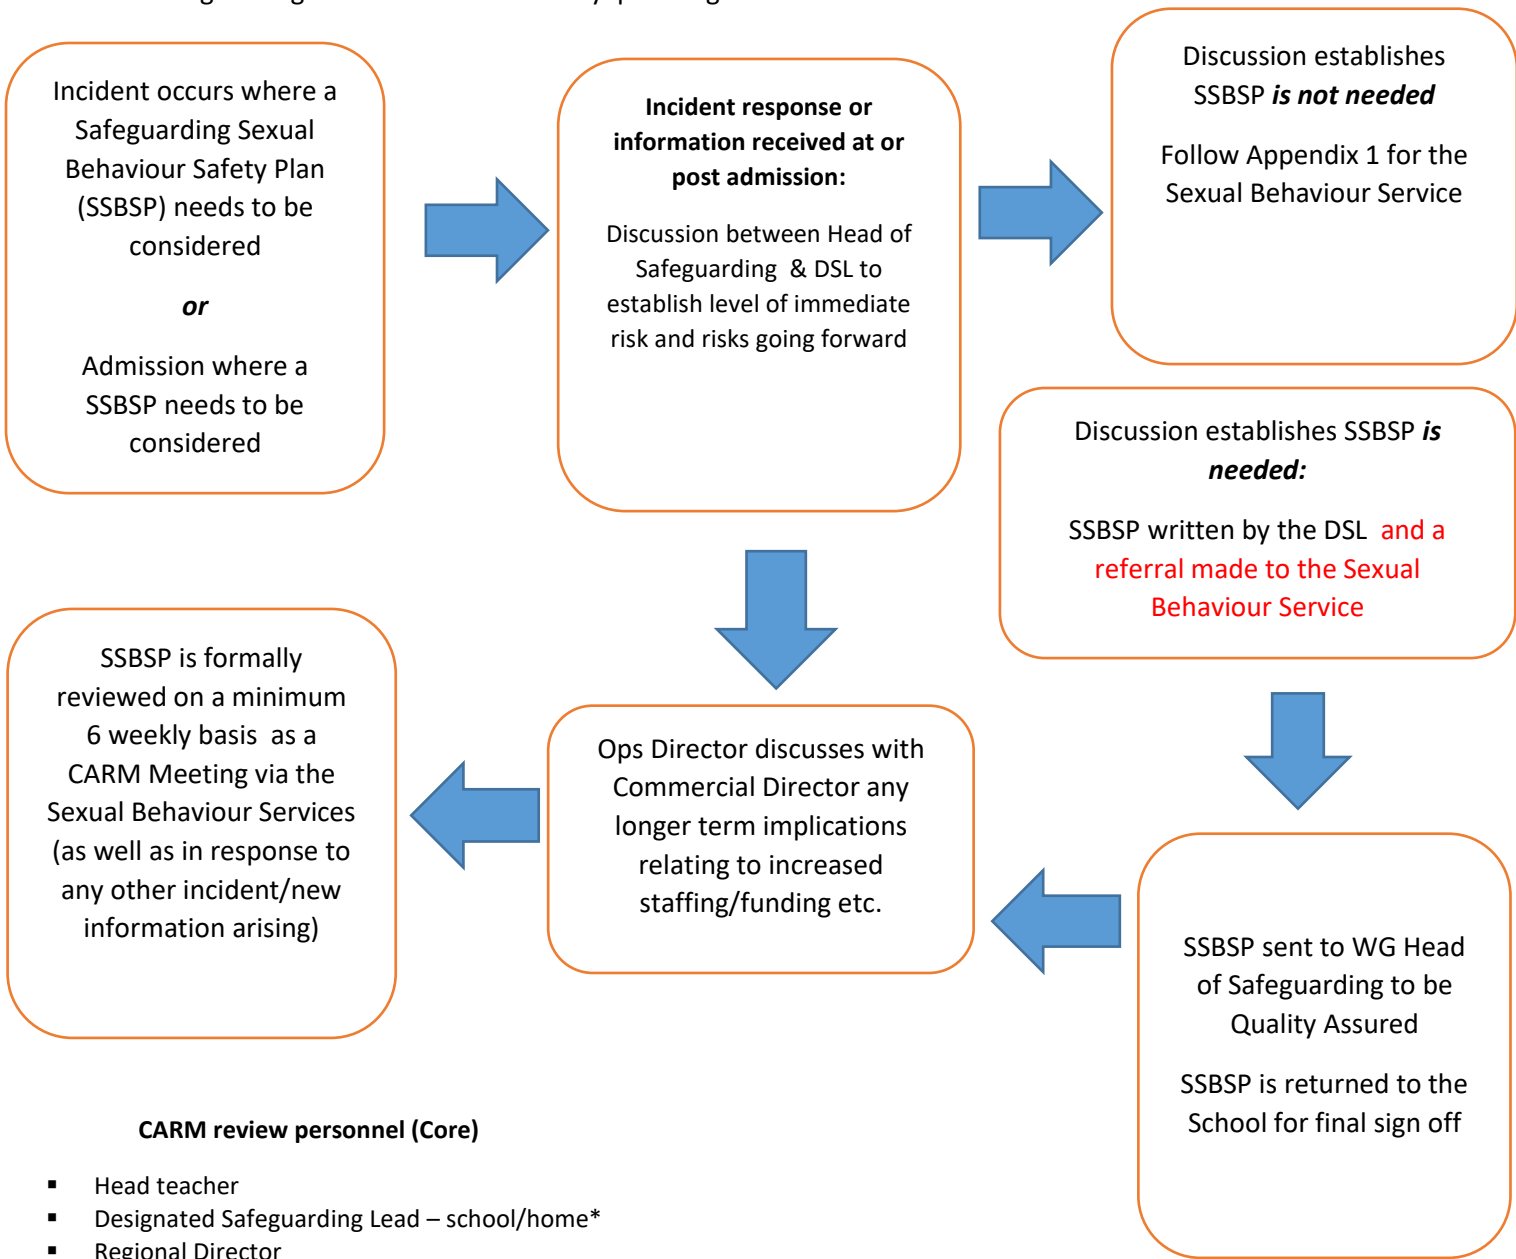 Incident occurs where a
Safeguarding Sexual
Behaviour Safety Plan
(SSBSP) needs to be
considered
or
Admission where a
SSBSP needs to be
considered
Incident response or
information received at or
post admission:
Discussion between Head of
Safeguarding & DSL to
establish level of immediate
risk and risks going forward
Discussion establishes
SSBSP is not needed
Follow Appendix 1 for the
Sexual Behaviour Service
Discussion establishes SSBSP is
needed:
SSBSP written by the DSL and a
referral made to the Sexual
Behaviour Service
SSBSP is formally
reviewed on a minimum
6 weekly basis as a
CARM Meeting via the
Sexual Behaviour Services
(as well as in response to
any other incident/new
information arising)
Ops Director discusses with
Commercial Director any
longer term implications
relating to increased
staffing/funding etc.
SSBSP sent to WG Head
of Safeguarding to be
Quality Assured
SSBSP is returned to the
School for final sign off
CARM review personnel (Core)
▪ Head teacher
▪ Designated Safeguarding Lead – school/home*
▪ Regional Director